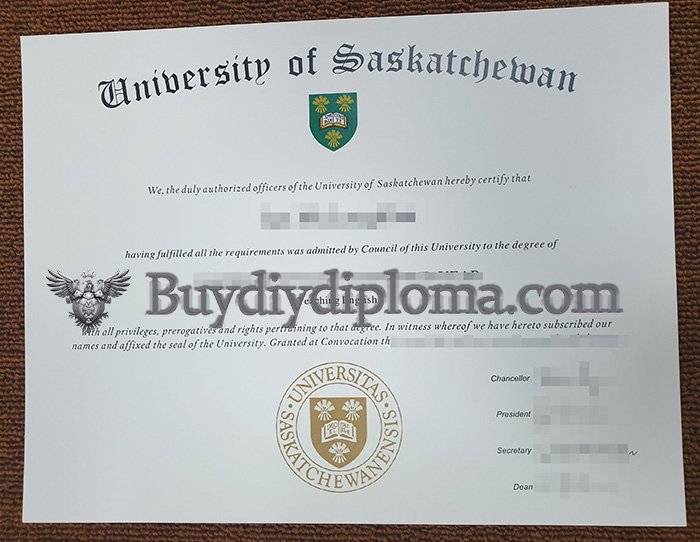 University of Saskatchewan
We, the duly authorized officers of the University of Saskatchewan hereby certify that
having fulfilled all the requirements was admitted by Council of this University to the degree of
Buydiydiploma.com
Teaching English
With all privileges, prerogatives and rights pertaining to that degree. In witness whereof we have hereto subscribed our
names and affixed the seal of the University. Granted at Convocation
UNIVERSITAS
SASKATCHEWANENSIS
Chancellor
President
Secretary
Dean